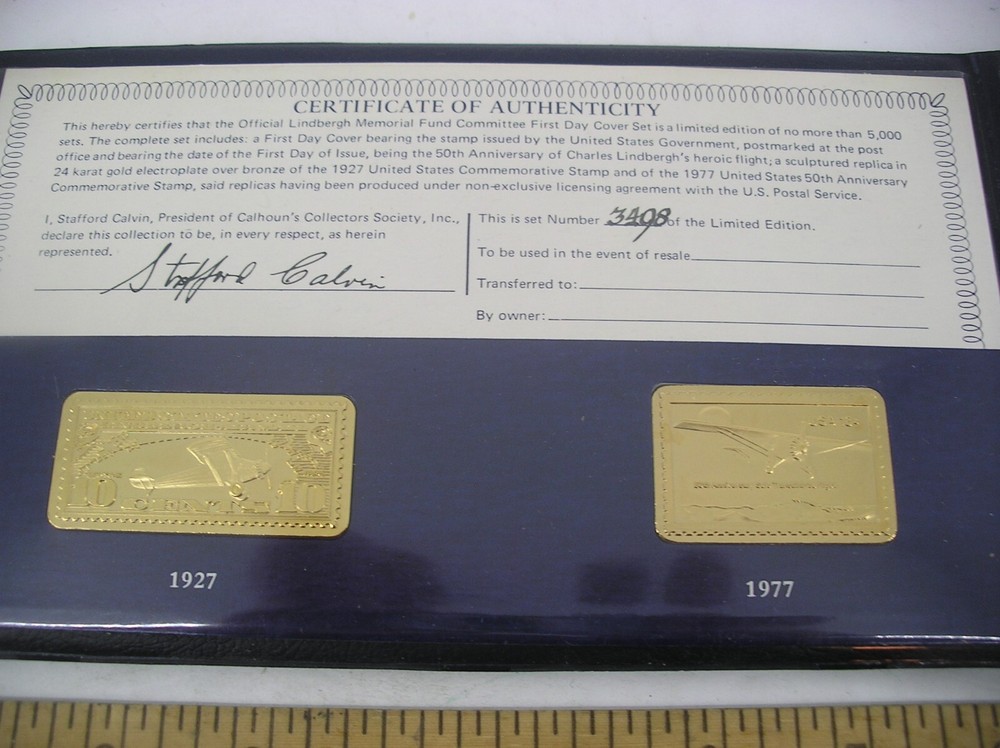 CERTIFICATE OF AUTHENTICITY
This hereby certifies that the Official Lindbergh Memorial Fund Committee First Day Cover Set is a limited edition of no more than 5,000
sets. The complete set includes: a First Day Cover bearing the stamp issued by the United States Government, postmarked at the post
office and bearing the date of the First Day of Issue, being the 50th Anniversary of Charles Lindbergh's heroic flight; a sculptured replica in
24 karat gold electroplate over bronze of the 1927 United States Commemorative Stamp and of the 1977 United States 50th Anniversary
Commemorative Stamp, said replicas having been produced under non-exclusive licensing agreement with the U.S. Postal Service.
I, Stafford Calvin, President of Calhoun's Collectors Society, Inc.,
declare this collection to be, in every respect, as herein
represented.
Stafford Calvin
This is set Number 3498 of the Limited Edition.
To be used in the event of resale
Transferred to:
By owner:
10 10
1927
1977